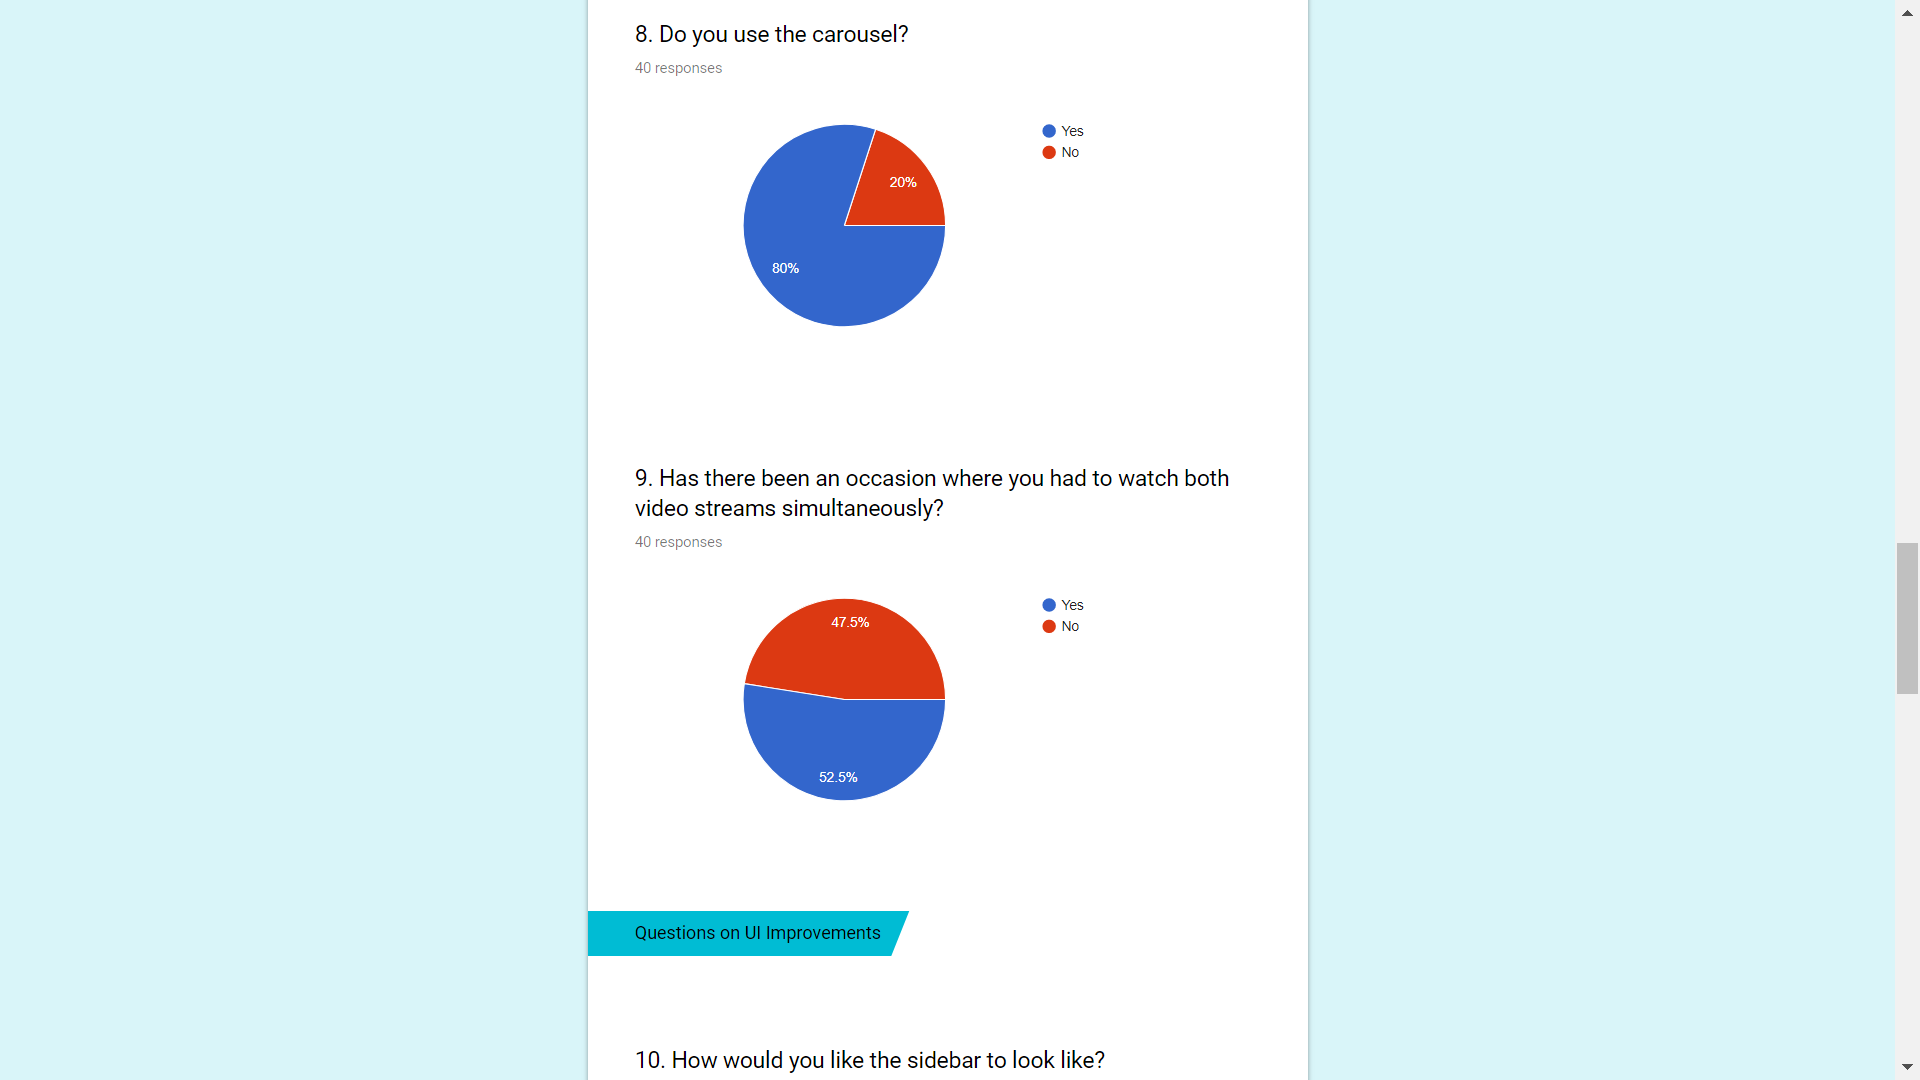 8. Do you use the carousel?
40 responses
Yes
No
20%
80%
9. Has there been an occasion where you had to watch both
video streams simultaneously?
40 responses
Yes
No
47.5%
52.5%
Questions on UI Improvements
10. How would you like the sidebar to look like?